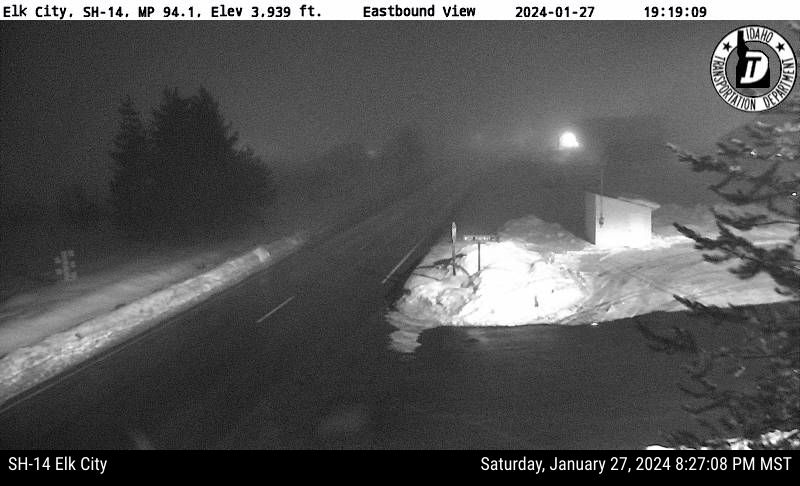 Elk City, SH-14, MP 94.1, Elev 3,939 ft. Eastbound View 2024-01-27 19:19:09
IDAHO
TRANSPORTATION DEPARTMENT
SH-14 Elk City Saturday, January 27, 2024 8:27:08 PM MST